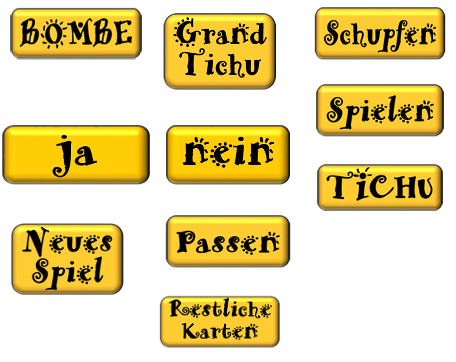 BOMBE
Grand
Tichu
Schupfen
Spielen
ja
nein
TICHU
Neues
Spiel
Passen
Restliche
Karten